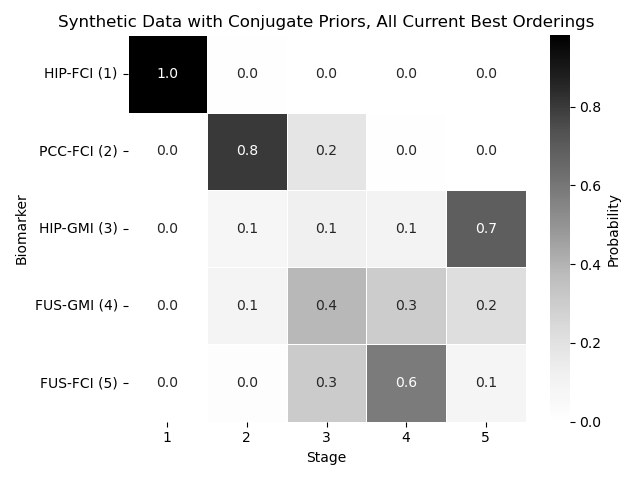 Synthetic Data with Conjugate Priors, All Current Best Orderings
HIP-FCI (1) 1.0 0.0 0.0 0.0 0.0
PCC-FCI (2) 0.0 0.8 0.2 0.0 0.0
HIP-GMI (3) 0.0 0.1 0.1 0.1 0.7
FUS-GMI (4) 0.0 0.1 0.4 0.3 0.2
FUS-FCI (5) 0.0 0.0 0.3 0.6 0.1
1 2 3 4 5
Stage
Biomarker
0.8
0.6
0.4
0.2
0.0
Probability